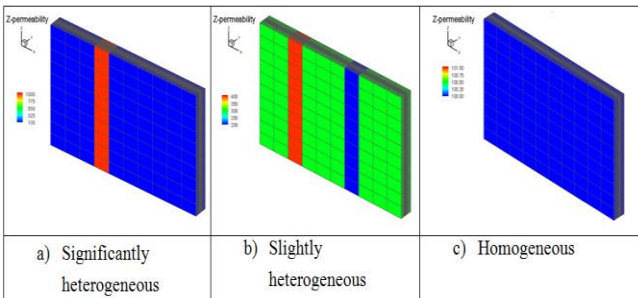 Z-permeability
1000
775
550
325
100
Z-permeability
400
350
300
250
200
Z-permeability
101.00
100.75
100.50
100.25
100.00
a) Significantly
heterogeneous
b) Slightly
heterogeneous
c) Homogeneous